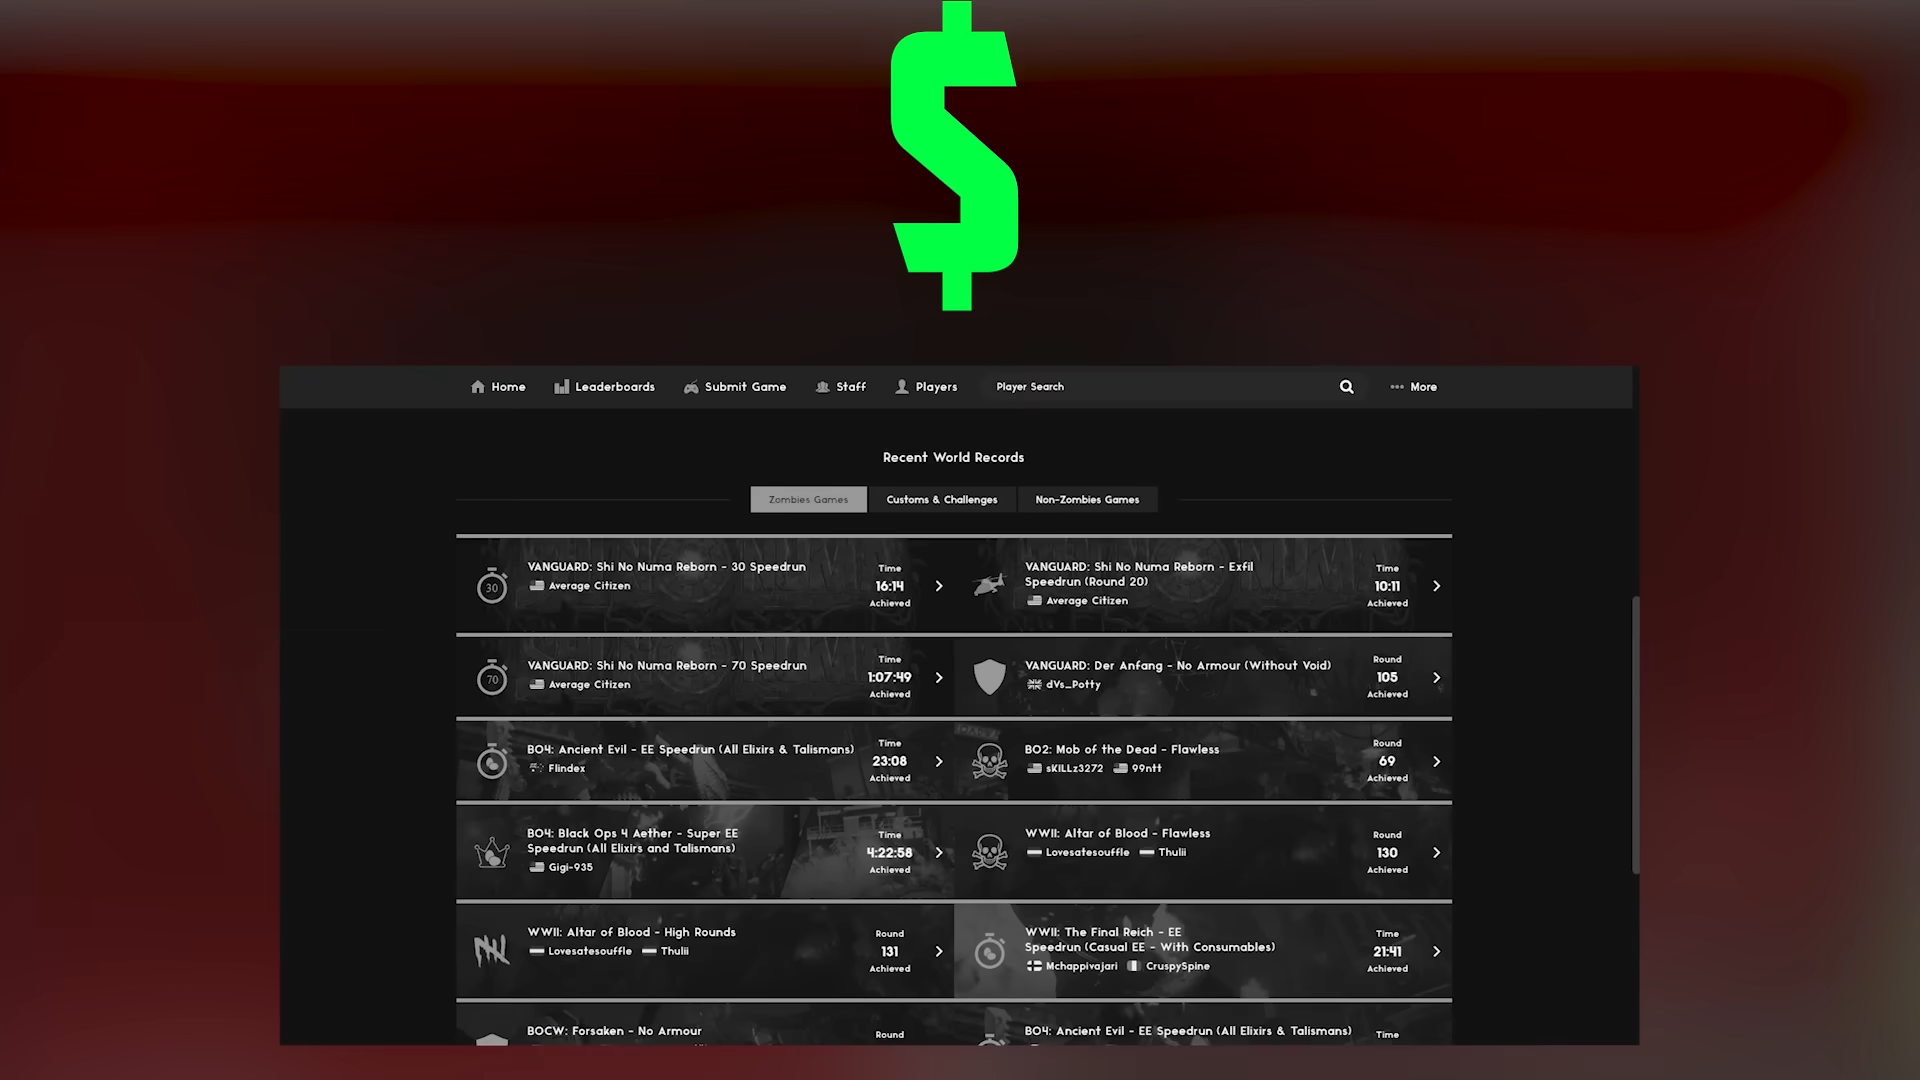 $
Home Leaderboards Submit Game Staff Players Player Search More
Recent World Records
Zombies Games Customs & Challenges Non-Zombies Games
30
VANGUARD: Shi No Numa Reborn - 30 Speedrun
Average Citizen
Time
16:14
Achieved
VANGUARD: Shi No Numa Reborn - Exfil
Speedrun (Round 20)
Average Citizen
Time
10:11
Achieved
70
VANGUARD: Shi No Numa Reborn - 70 Speedrun
Average Citizen
Time
1:07:49
Achieved
VANGUARD: Der Anfang - No Armour (Without Void)
dVs_Potty
Round
105
Achieved
BO4: Ancient Evil - EE Speedrun (All Elixirs & Talismans)
Flindex
Time
23:08
Achieved
BO2: Mob of the Dead - Flawless
sKILLz3272 99ntt
Round
69
Achieved
BO4: Black Ops 4 Aether - Super EE
Speedrun (All Elixirs and Talismans)
Gigi-935
Time
4:22:58
Achieved
WWII: Altar of Blood - Flawless
Lovesatesouffle Thulii
Round
130
Achieved
WWII: Altar of Blood - High Rounds
Lovesatesouffle Thulii
Round
131
Achieved
WWII: The Final Reich - EE
Speedrun (Casual EE - With Consumables)
Mchappivajari CruspySpine
Time
21:41
Achieved
BOCW: Forsaken - No Armour
Round
BO4: Ancient Evil - EE Speedrun (All Elixirs & Talismans)
Time